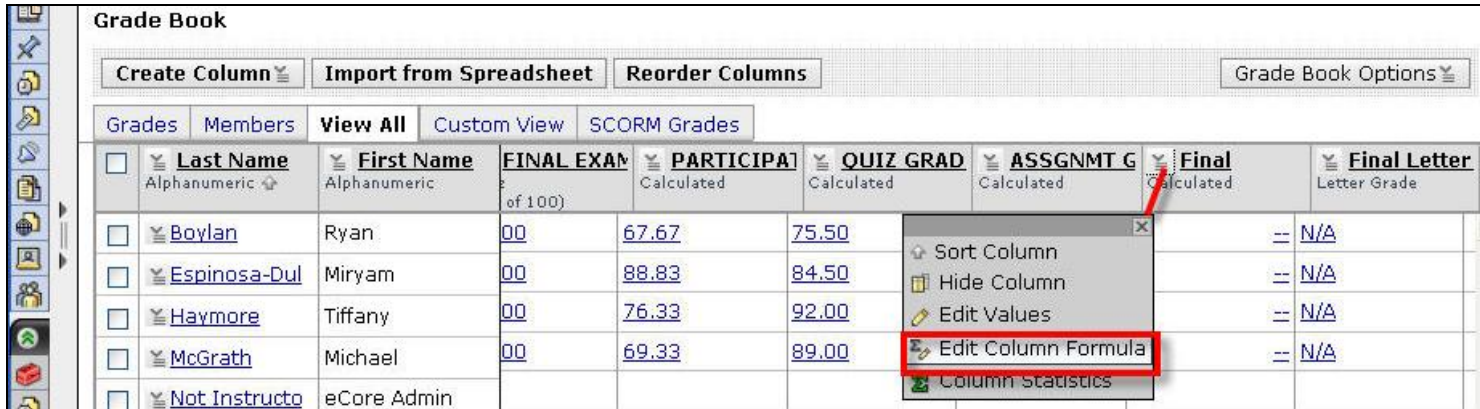 Grade Book
Create Column Import from Spreadsheet Reorder Columns Grade Book Options
Grades Members View All Custom View SCORM Grades
Last Name First Name FINAL EXAM PARTICIPAT QUIZ GRAD ASSGNMT G Final Final Letter
Alphanumeric Alphanumeric Calculated Calculated Calculated Calculated Letter Grade
of 100)
Boylan Ryan 00 67.67 75.50 -- N/A
Sort Column
Espinosa-Dul Miryam 00 88.83 84.50 -- N/A
Hide Column
Haymore Tiffany 00 76.33 92.00 -- N/A
Edit Values
McGrath Michael 00 69.33 89.00 -- N/A
Edit Column Formula
Column Statistics
Not Instructo eCore Admin